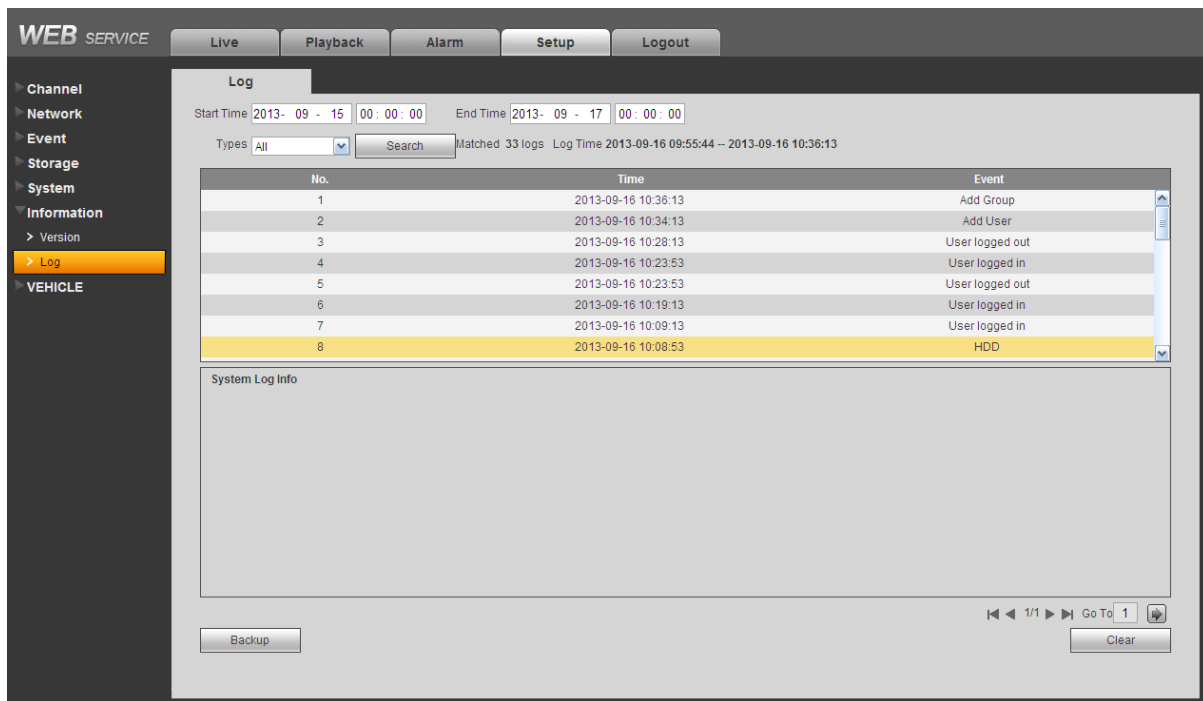 WEB SERVICE
Live Playback Alarm Setup Logout
Channel
Network
Event
Storage
System
Information
> Version
> Log
VEHICLE
Log
Start Time 2013- 09 - 15 00 : 00 : 00 End Time 2013- 09 - 17 00 : 00 : 00
Types All Search Matched 33 logs Log Time 2013-09-16 09:55:44 -- 2013-09-16 10:36:13
No. Time Event
1 2013-09-16 10:36:13 Add Group
2 2013-09-16 10:34:13 Add User
3 2013-09-16 10:28:13 User logged out
4 2013-09-16 10:23:53 User logged in
5 2013-09-16 10:23:53 User logged out
6 2013-09-16 10:19:13 User logged in
7 2013-09-16 10:09:13 User logged in
8 2013-09-16 10:08:53 HDD
System Log Info
1/1 Go To 1
Backup Clear